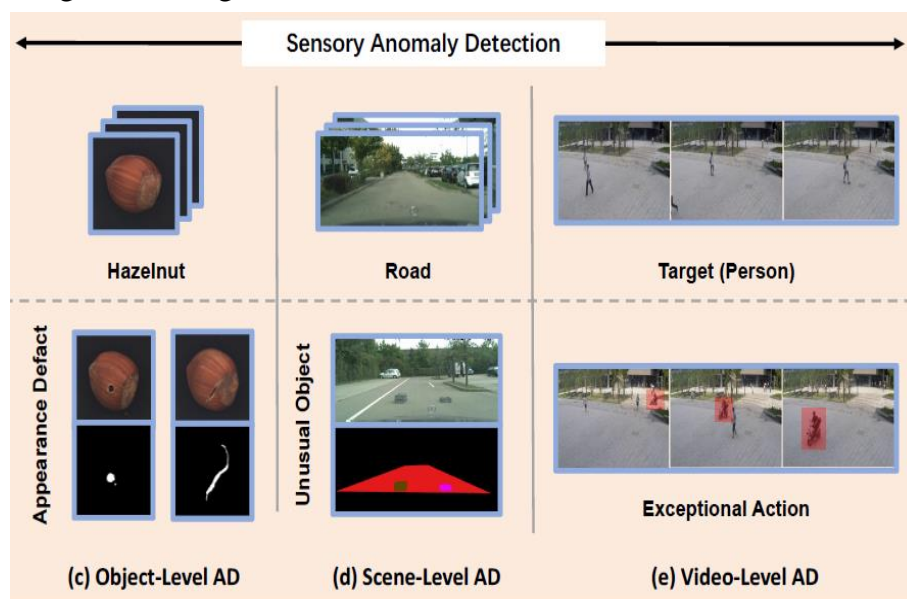 Sensory Anomaly Detection
Hazelnut
Road
Target (Person)
Appearance Defact
Unusual Object
Exceptional Action
(c) Object-Level AD
(d) Scene-Level AD
(e) Video-Level AD